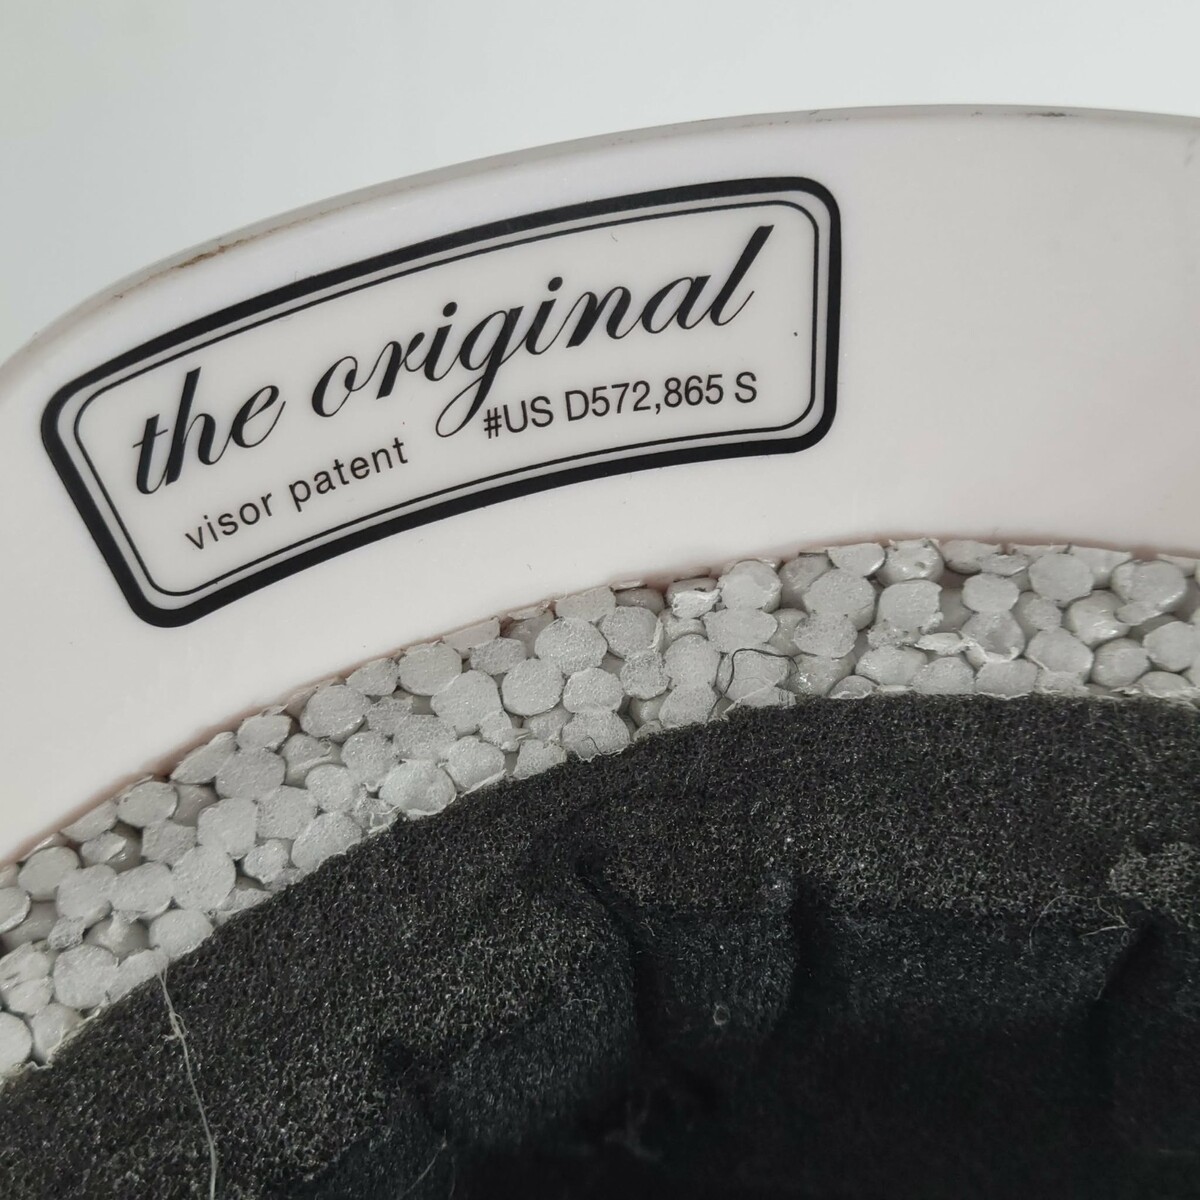 the original
visor patent #US D572,865 S